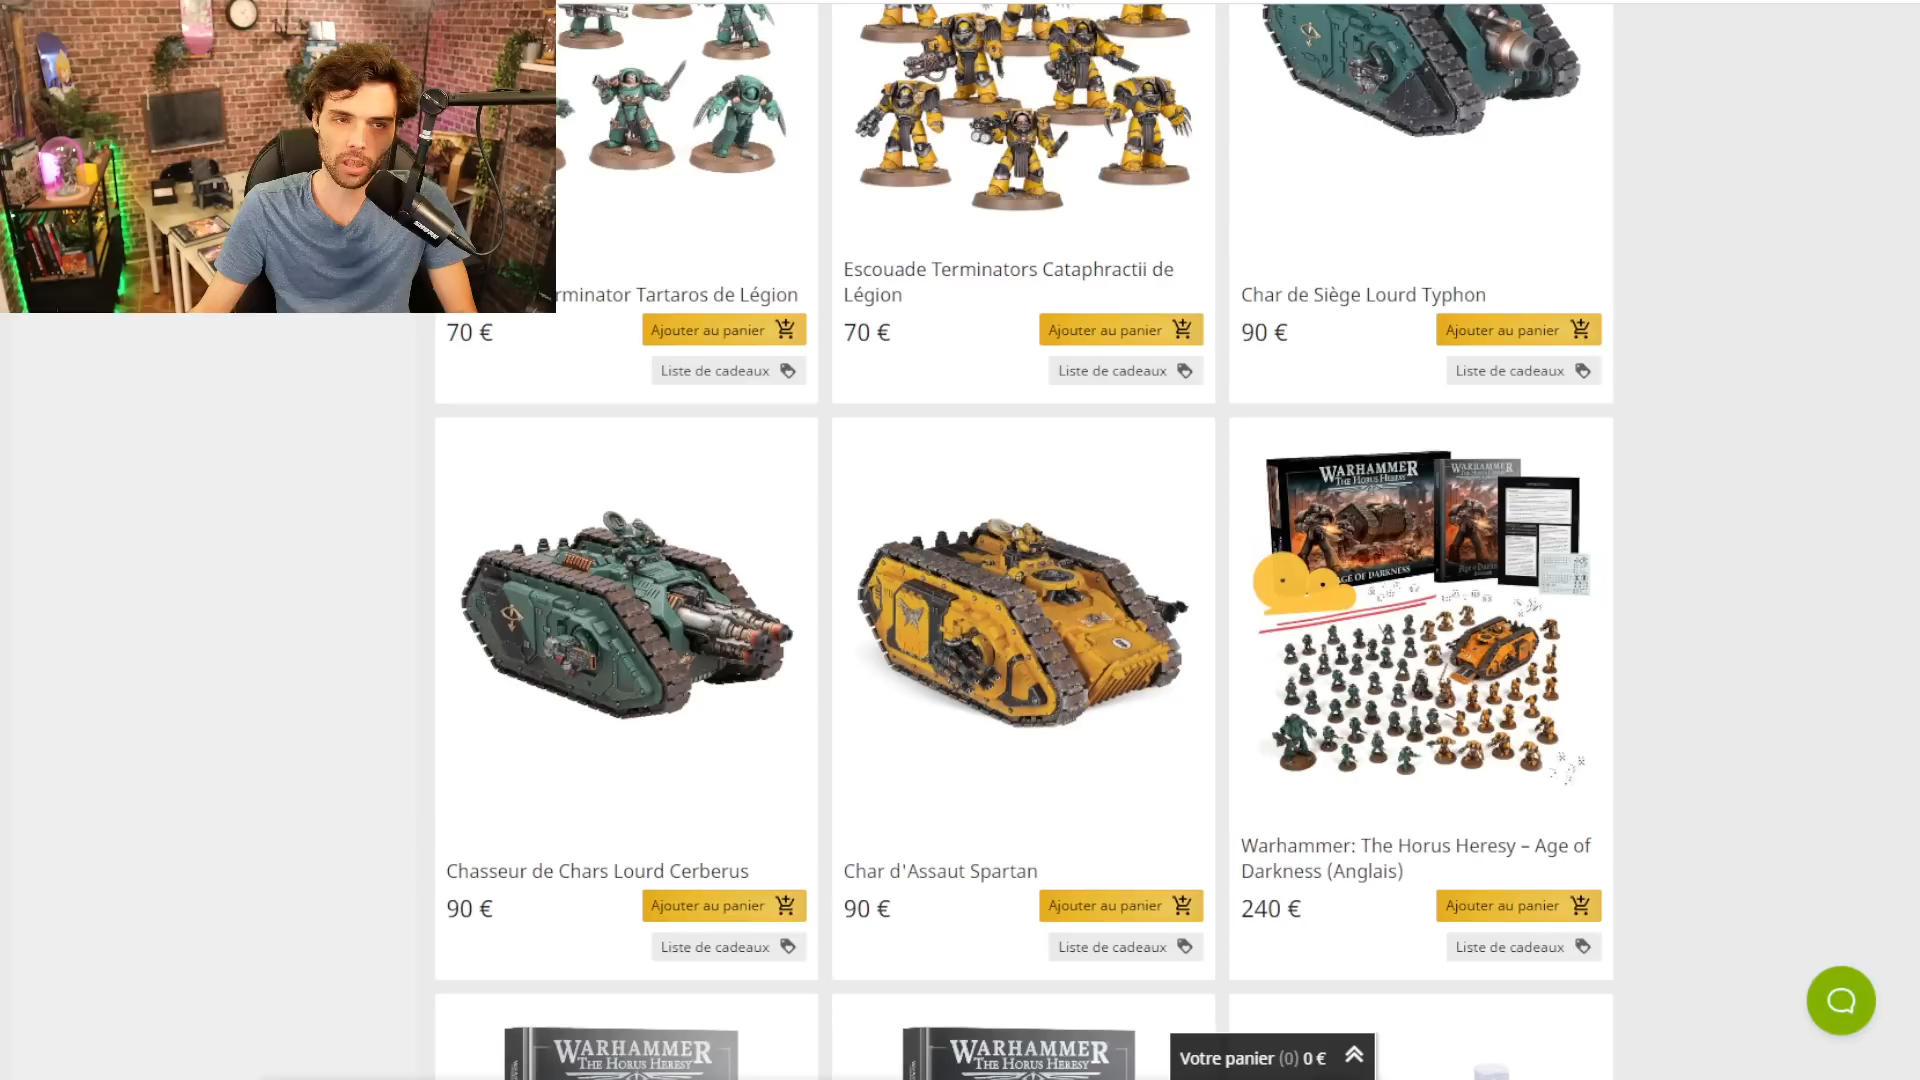 rminator Tartaros de Légion
70 €
Ajouter au panier
Liste de cadeaux
Escouade Terminators Cataphractii de
Légion
70 €
Ajouter au panier
Liste de cadeaux
Char de Siège Lourd Typhon
90 €
Ajouter au panier
Liste de cadeaux
Chasseur de Chars Lourd Cerberus
90 €
Ajouter au panier
Liste de cadeaux
Char d'Assaut Spartan
90 €
Ajouter au panier
Liste de cadeaux
WARHAMMER
THE HORUS HERESY
AGE OF DARKNESS
WARHAMMER
Warhammer: The Horus Heresy – Age of
Darkness (Anglais)
240 €
Ajouter au panier
Liste de cadeaux
WARHAMMER
THE HORUS HERESY
WARHAMMER
THE HORUS HERESY
Votre panier (0) 0 €